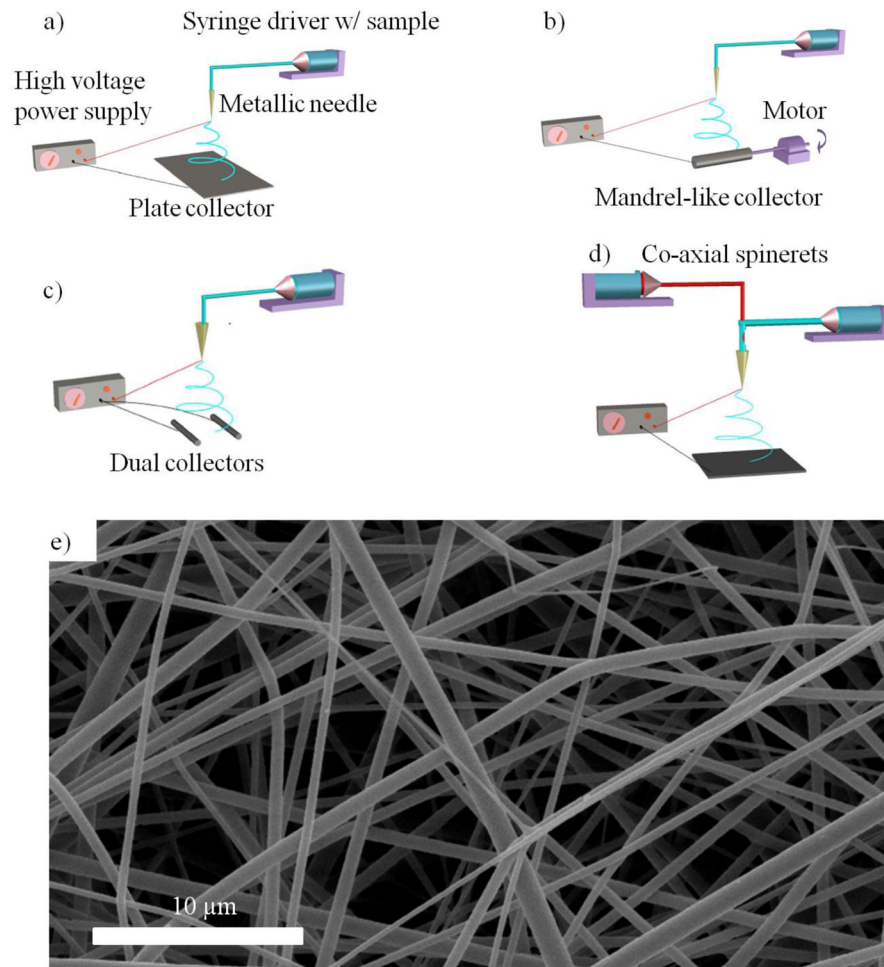 a)
Syringe driver w/ sample
High voltage
power supply
Metallic needle
Plate collector
b)
Motor
Mandrel-like collector
c)
Dual collectors
d)
Co-axial spinerets
e)
10 µm